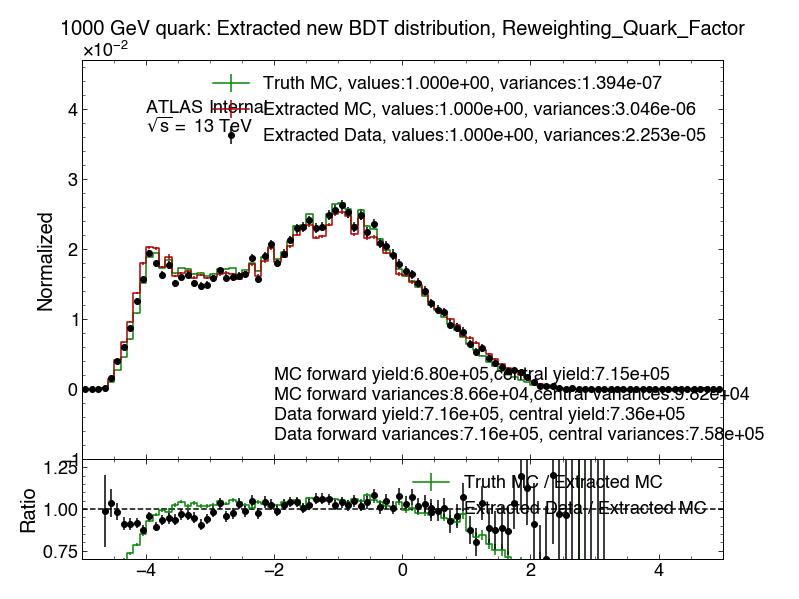 1000 GeV quark: Extracted new BDT distribution, Reweighting_Quark_Factor
×10⁻²
Truth MC, values:1.000e+00, variances:1.394e-07
ATLAS Internal
Extracted MC, values:1.000e+00, variances:3.046e-06
√s = 13 TeV
Extracted Data, values:1.000e+00, variances:2.253e-05
4
3
2
1
0
1
Normalized
MC forward yield:6.80e+05,central yield:7.15e+05
MC forward variances:8.66e+04,central variances:9.82e+04
Data forward yield:7.16e+05, central yield:7.36e+05
Data forward variances:7.16e+05, central variances:7.58e+05
1.25
1.00
0.75
Ratio
Truth MC / Extracted MC
Extracted Data / Extracted MC
−4 −2 0 2 4